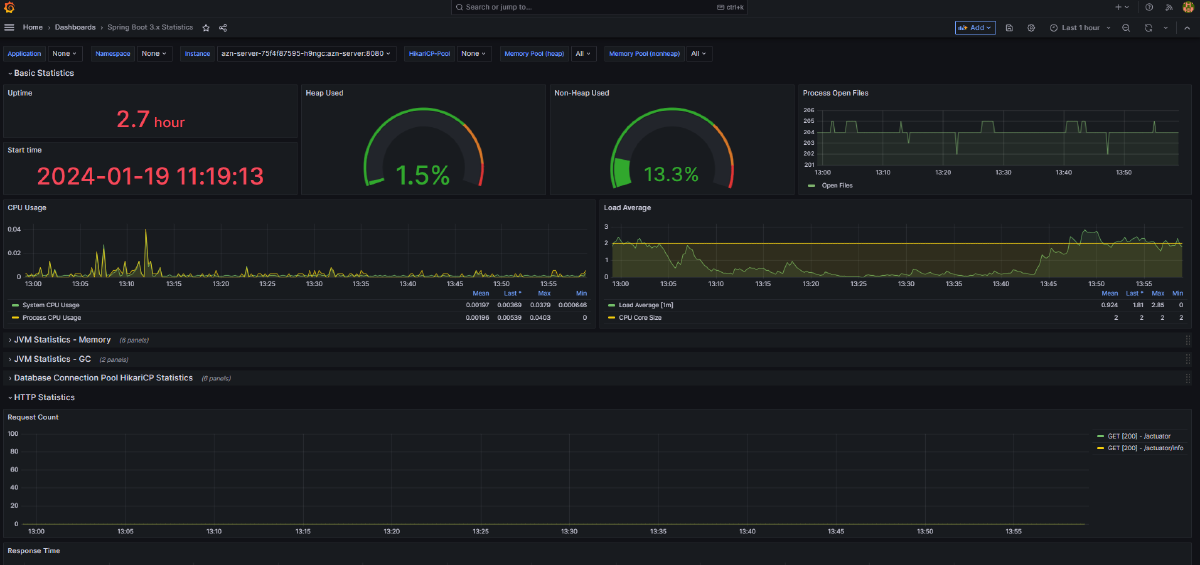 Search or jump to... ctrl+k
Home › Dashboards › Spring Boot 3.x Statistics
Add
Last 1 hour
Application None Namespace None Instance azn-server-75f4f87595-h9ngc:azn-server:8080 HikariCP-Pool None Memory Pool (heap) All Memory Pool (nonheap) All
Basic Statistics
Uptime
2.7 hour
Start time
2024-01-19 11:19:13
Heap Used
1.5%
Non-Heap Used
13.3%
Process Open Files
206
205
204
203
202
201
13:00 13:10 13:20 13:30 13:40 13:50
Open Files
CPU Usage
0.04
0.02
0
13:00 13:05 13:10 13:15 13:20 13:25 13:30 13:35 13:40 13:45 13:50 13:55
Mean Last * Max Min
System CPU Usage 0.00197 0.00369 0.0379 0.000646
Process CPU Usage 0.00196 0.00539 0.0403 0
Load Average
3
2
1
0
13:00 13:05 13:10 13:15 13:20 13:25 13:30 13:35 13:40 13:45 13:50 13:55
Mean Last * Max Min
Load Average [1m] 0.924 1.81 2.85 0
CPU Core Size 2 2 2 2
JVM Statistics - Memory (6 panels)
JVM Statistics - GC (2 panels)
Database Connection Pool HikariCP Statistics (6 panels)
HTTP Statistics
Request Count
100
80
60
40
20
0
13:00 13:05 13:10 13:15 13:20 13:25 13:30 13:35 13:40 13:45 13:50 13:55
GET [200] - /actuator
GET [200] - /actuator/info
Response Time